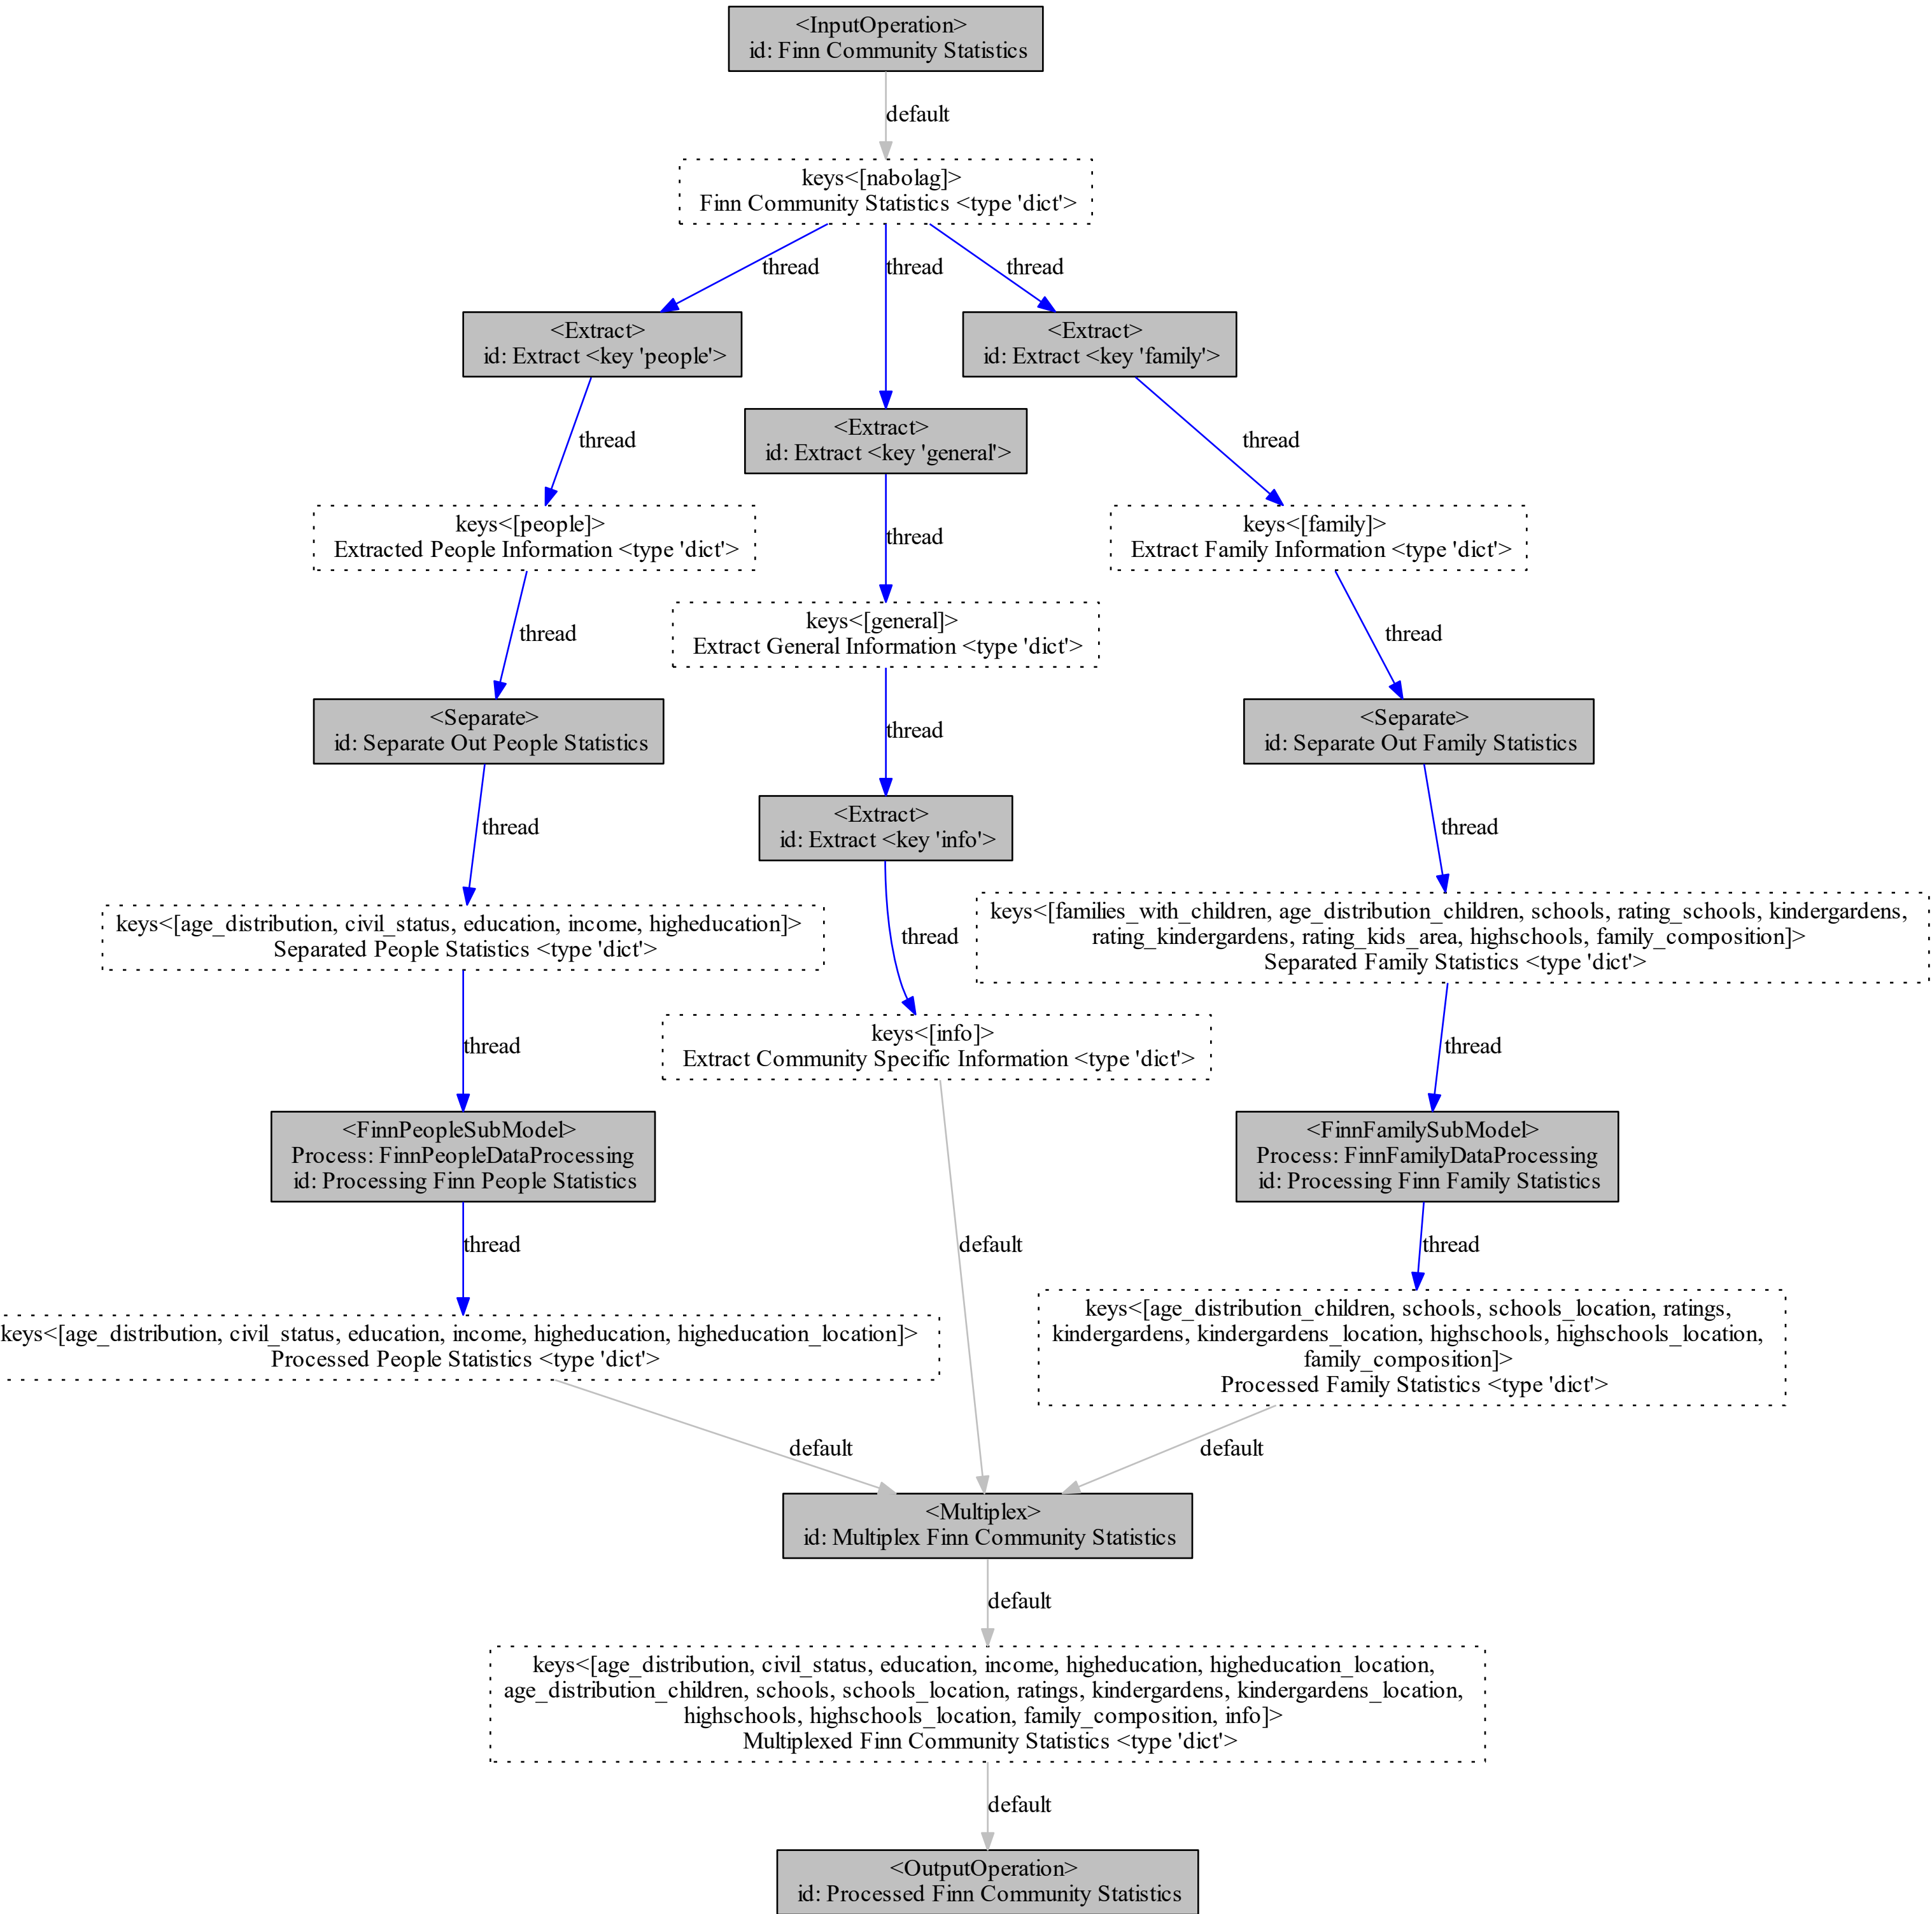 <InputOperation>
id: Finn Community Statistics
default
keys<[nabolag]>
Finn Community Statistics <type 'dict'>
thread
thread
thread
<Extract>
id: Extract <key 'people'>
<Extract>
id: Extract <key 'family'>
<Extract>
id: Extract <key 'general'>
thread
thread
keys<[people]>
Extracted People Information <type 'dict'>
thread
keys<[family]>
Extract Family Information <type 'dict'>
keys<[general]>
Extract General Information <type 'dict'>
thread
thread
<Separate>
id: Separate Out People Statistics
thread
<Separate>
id: Separate Out Family Statistics
<Extract>
id: Extract <key 'info'>
thread
thread
keys<[age_distribution, civil_status, education, income, higheducation]>
Separated People Statistics <type 'dict'>
thread
keys<[families_with_children, age_distribution_children, schools, rating_schools, kindergardens,
rating_kindergardens, rating_kids_area, highschools, family_composition]>
Separated Family Statistics <type 'dict'>
thread
keys<[info]>
Extract Community Specific Information <type 'dict'>
thread
<FinnPeopleSubModel>
Process: FinnPeopleDataProcessing
id: Processing Finn People Statistics
<FinnFamilySubModel>
Process: FinnFamilyDataProcessing
id: Processing Finn Family Statistics
thread
default
thread
keys<[age_distribution, civil_status, education, income, higheducation, higheducation_location]>
Processed People Statistics <type 'dict'>
keys<[age_distribution_children, schools, schools_location, ratings,
kindergardens, kindergardens_location, highschools, highschools_location,
family_composition]>
Processed Family Statistics <type 'dict'>
default
default
<Multiplex>
id: Multiplex Finn Community Statistics
default
keys<[age_distribution, civil_status, education, income, higheducation, higheducation_location,
age_distribution_children, schools, schools_location, ratings, kindergardens, kindergardens_location,
highschools, highschools_location, family_composition, info]>
Multiplexed Finn Community Statistics <type 'dict'>
default
<OutputOperation>
id: Processed Finn Community Statistics